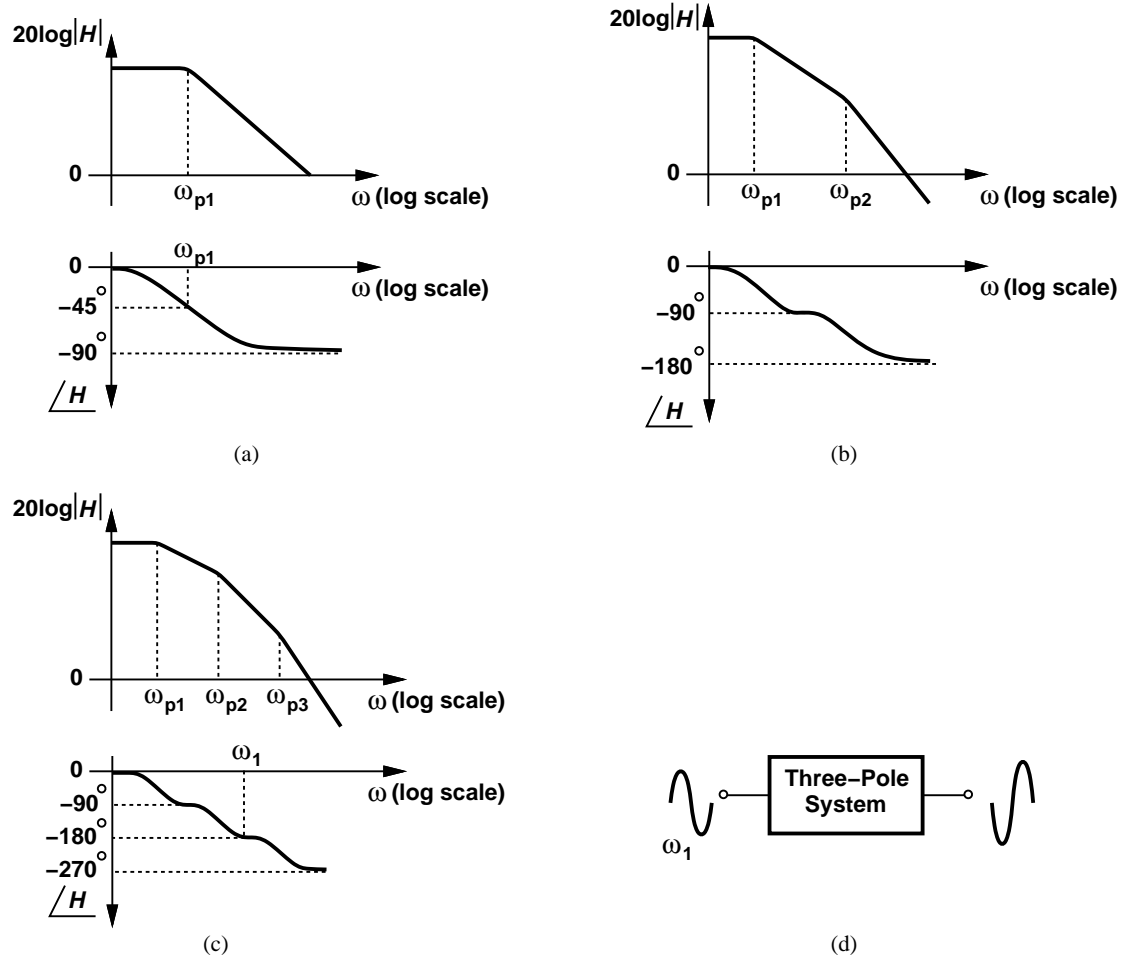 20log|H|
0
ωp1
ω (log scale)
ωp1
0
ω (log scale)
−45°
−90°
∠H
(a)
20log|H|
0
ωp1
ωp2
ω (log scale)
0
ω (log scale)
−90°
−180°
∠H
(b)
20log|H|
0
ωp1
ωp2
ωp3
ω (log scale)
ω1
0
ω (log scale)
−90°
−180°
−270°
∠H
(c)
Three−Pole
System
ω1
(d)